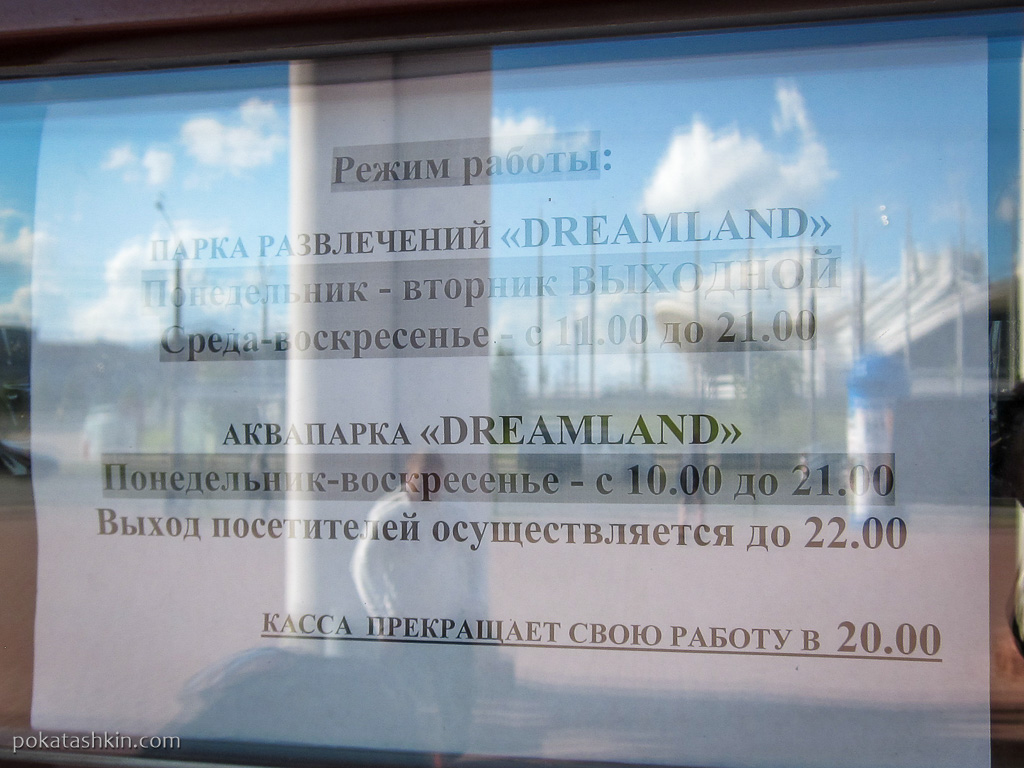 Режим работы:
ПАРКА РАЗВЛЕЧЕНИЙ «DREAMLAND»
Понедельник - вторник ВЫХОДНОЙ
Среда-воскресенье - с 11.00 до 21.00
АКВАПАРКА «DREAMLAND»
Понедельник-воскресенье - с 10.00 до 21.00
Выход посетителей осуществляется до 22.00
КАССА ПРЕКРАЩАЕТ СВОЮ РАБОТУ В 20.00
pokatashkin.com